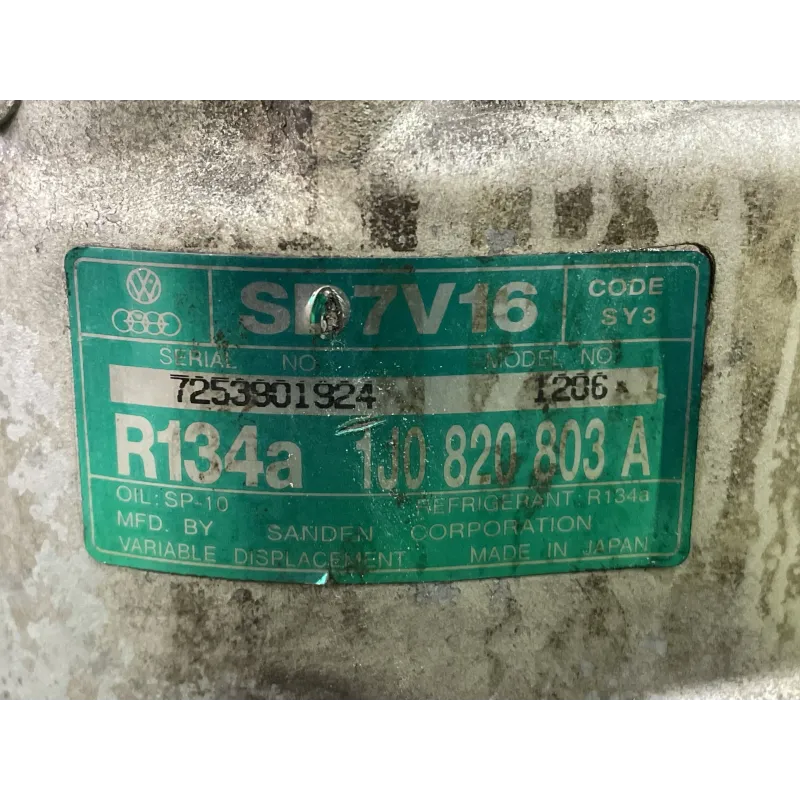 SD7V16
CODE
SY3
SERIAL NO
MODEL NO
7253901924
1206
R134a
1J0 820 803 A
OIL: SP-10
REFRIGERANT: R134a
MFD. BY SANDEN CORPORATION
VARIABLE DISPLACEMENT
MADE IN JAPAN